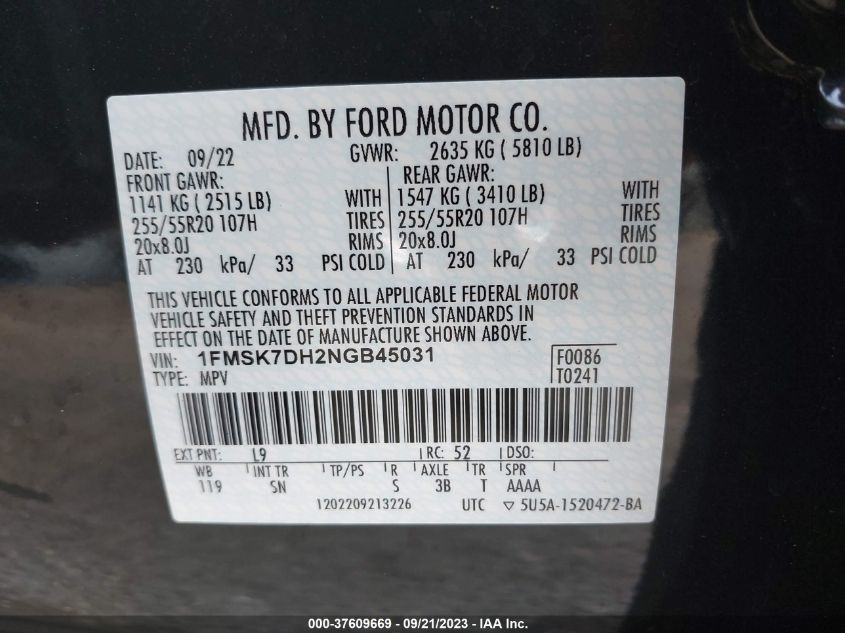 MFD. BY FORD MOTOR CO.
DATE: 09/22 GVWR: 2635 KG ( 5810 LB)
FRONT GAWR: REAR GAWR:
1141 KG ( 2515 LB) WITH 1547 KG ( 3410 LB) WITH
255/55R20 107H TIRES 255/55R20 107H TIRES
20x8.0J RIMS 20x8.0J RIMS
AT 230 kPa/ 33 PSI COLD AT 230 kPa/ 33 PSI COLD
THIS VEHICLE CONFORMS TO ALL APPLICABLE FEDERAL MOTOR
VEHICLE SAFETY AND THEFT PREVENTION STANDARDS IN
EFFECT ON THE DATE OF MANUFACTURE SHOWN ABOVE.
VIN: 1FMSK7DH2NGB45031 F0086
TYPE: MPV T0241
EXT PNT: L9 RC: 52 DSO:
WB INT TR TP/PS R AXLE TR SPR
119 SN S 3B T AAAA
1202209213226 UTC ▽ 5U5A-1520472-BA
000-37609669 - 09/21/2023 - IAA Inc.